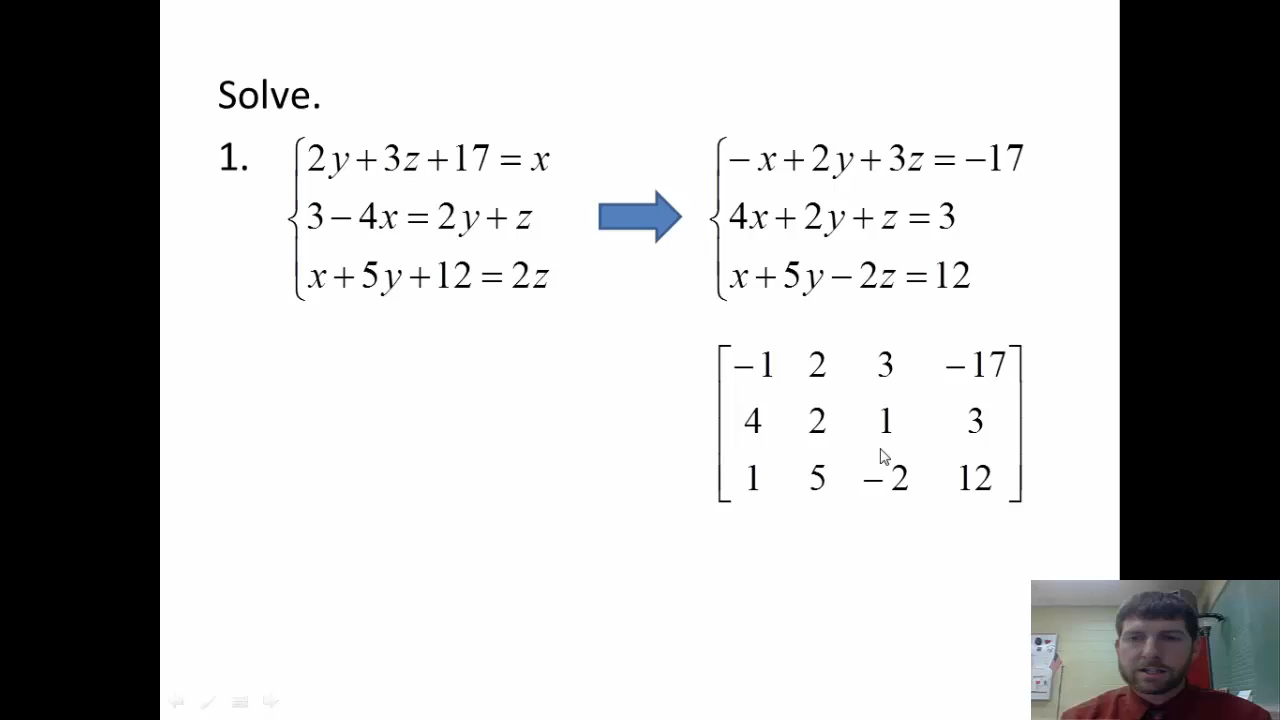 Solve.
1. 2y + 3z + 17 = x
3 − 4x = 2y + z
x + 5y + 12 = 2z
−x + 2y + 3z = −17
4x + 2y + z = 3
x + 5y − 2z = 12
−1 2 3 −17
4 2 1 3
1 5 −2 12